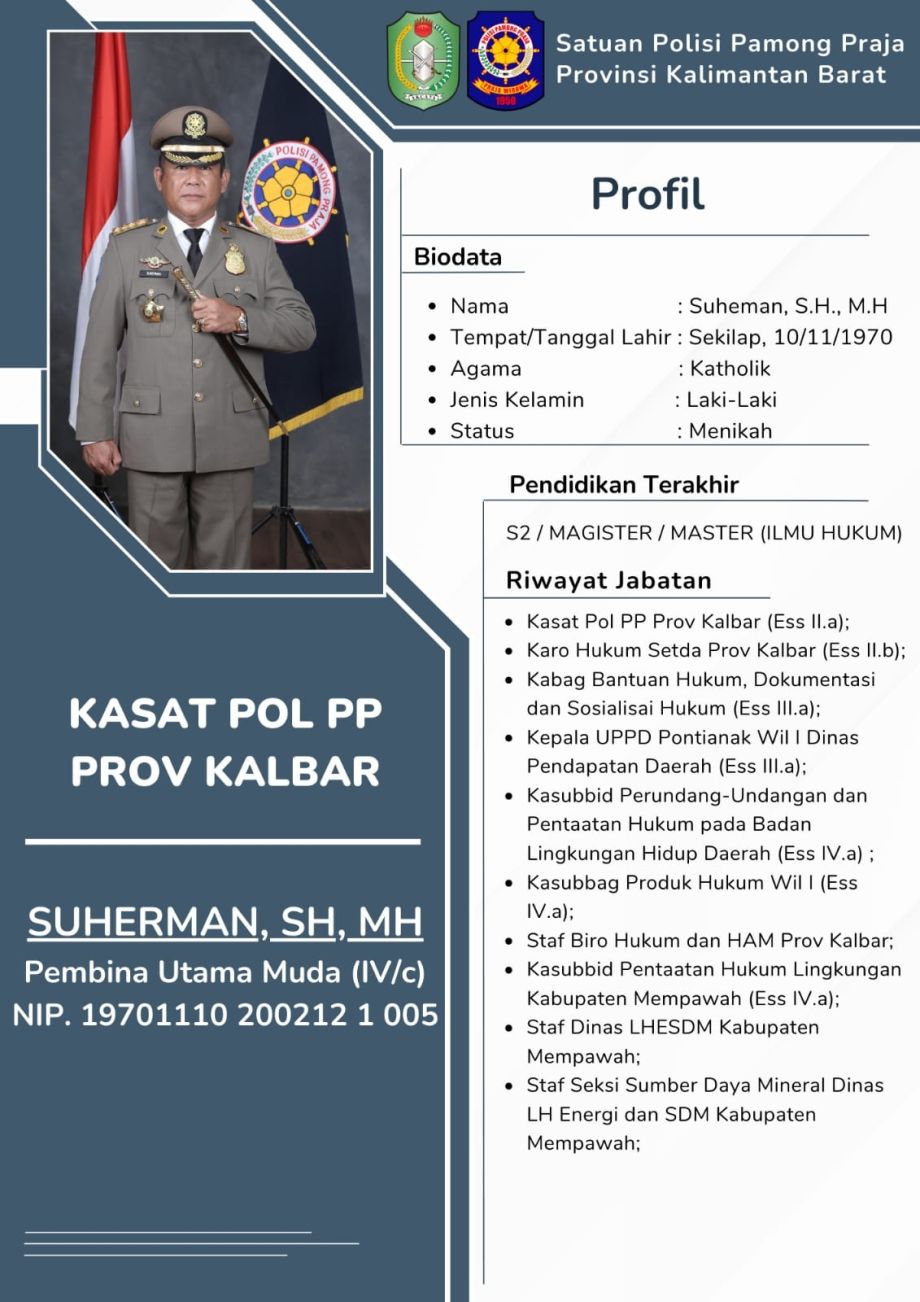 Satuan Polisi Pamong Praja
Provinsi Kalimantan Barat
POLISI PAMONG PRAJA
PRAJA WIBAWA
1950
POLISI PAMONG PRAJA
Profil
Biodata
• Nama : Suheman, S.H., M.H
• Tempat/Tanggal Lahir : Sekilap, 10/11/1970
• Agama : Katholik
• Jenis Kelamin : Laki-Laki
• Status : Menikah
Pendidikan Terakhir
S2 / MAGISTER / MASTER (ILMU HUKUM)
Riwayat Jabatan
• Kasat Pol PP Prov Kalbar (Ess II.a);
• Karo Hukum Setda Prov Kalbar (Ess II.b);
• Kabag Bantuan Hukum, Dokumentasi
dan Sosialisai Hukum (Ess III.a);
• Kepala UPPD Pontianak Wil I Dinas
Pendapatan Daerah (Ess III.a);
• Kasubbid Perundang-Undangan dan
Pentaatan Hukum pada Badan
Lingkungan Hidup Daerah (Ess IV.a) ;
• Kasubbag Produk Hukum Wil I (Ess
IV.a);
• Staf Biro Hukum dan HAM Prov Kalbar;
• Kasubbid Pentaatan Hukum Lingkungan
Kabupaten Mempawah (Ess IV.a);
• Staf Dinas LHESDM Kabupaten
Mempawah;
• Staf Seksi Sumber Daya Mineral Dinas
LH Energi dan SDM Kabupaten
Mempawah;
KASAT POL PP
PROV KALBAR
SUHERMAN, SH, MH
Pembina Utama Muda (IV/c)
NIP. 19701110 200212 1 005